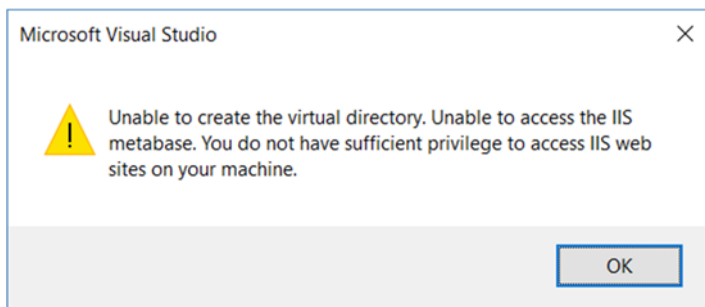 Microsoft Visual Studio
Unable to create the virtual directory. Unable to access the IIS
metabase. You do not have sufficient privilege to access IIS web
sites on your machine.
OK